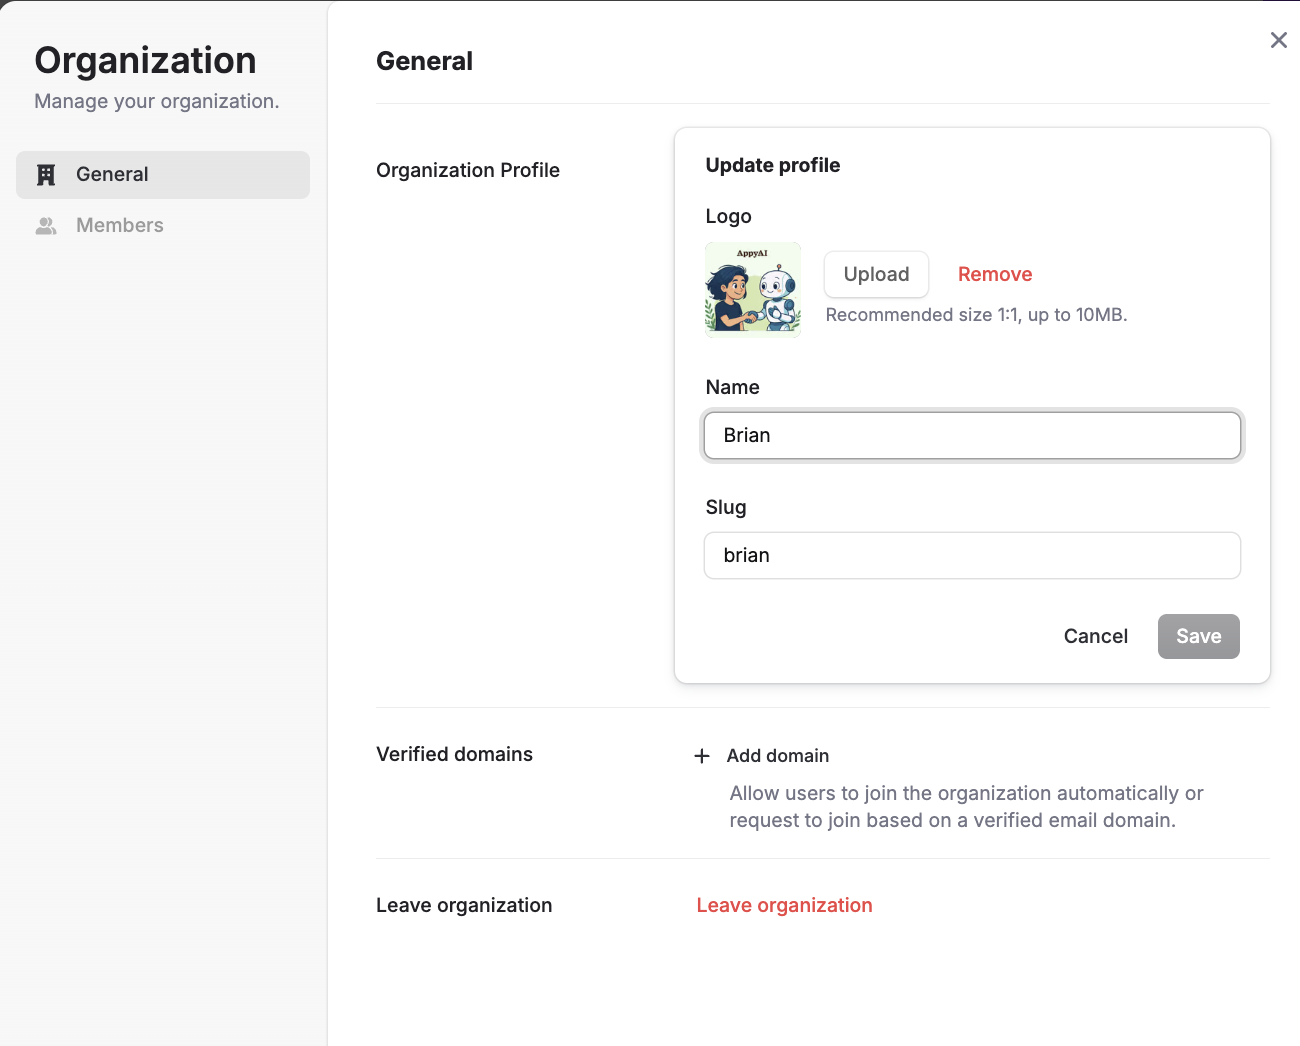 Organization
Manage your organization.
General
Members
General
Organization Profile
Update profile
Logo
AppyAI
Upload
Remove
Recommended size 1:1, up to 10MB.
Name
Brian
Slug
brian
Cancel
Save
Verified domains
Add domain
Allow users to join the organization automatically or
request to join based on a verified email domain.
Leave organization
Leave organization